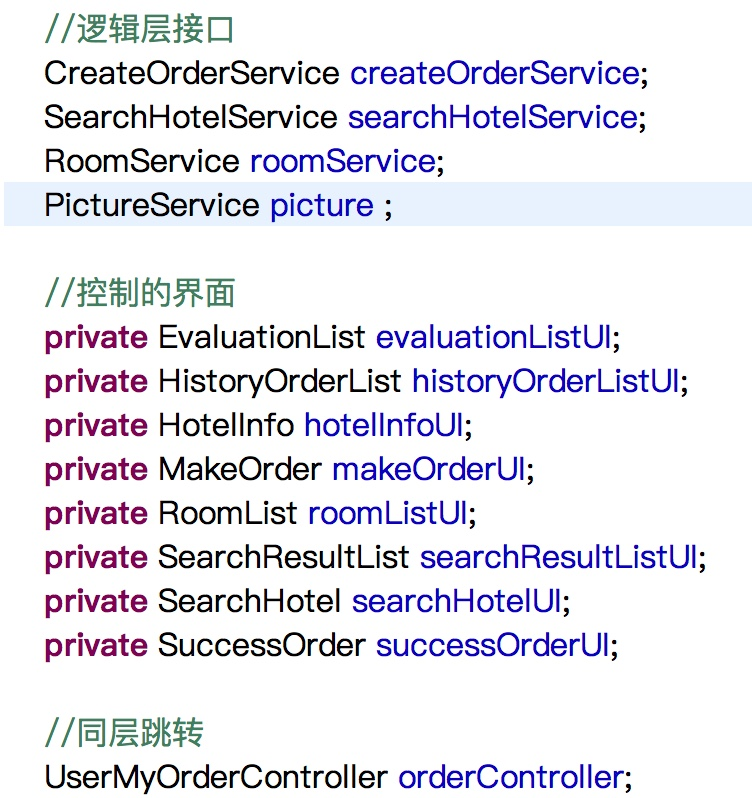 //逻辑层接口
CreateOrderService createOrderService;
SearchHotelService searchHotelService;
RoomService roomService;
PictureService picture ;
//控制的界面
private EvaluationList evaluationListUI;
private HistoryOrderList historyOrderListUI;
private HotelInfo hotelInfoUI;
private MakeOrder makeOrderUI;
private RoomList roomListUI;
private SearchResultList searchResultListUI;
private SearchHotel searchHotelUI;
private SuccessOrder successOrderUI;
//同层跳转
UserMyOrderController orderController;